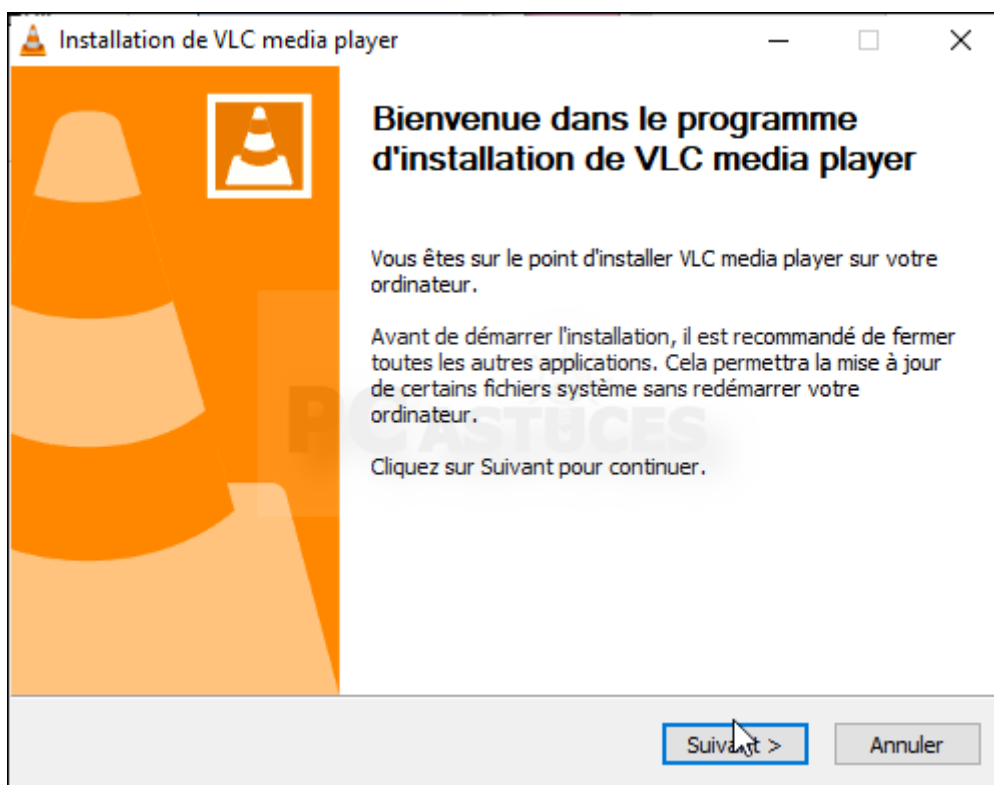 Installation de VLC media player
Bienvenue dans le programme
d'installation de VLC media player
Vous êtes sur le point d'installer VLC media player sur votre
ordinateur.
Avant de démarrer l'installation, il est recommandé de fermer
toutes les autres applications. Cela permettra la mise à jour
de certains fichiers système sans redémarrer votre
ordinateur.
PC ASTUCES
Cliquez sur Suivant pour continuer.
Suivant >
Annuler